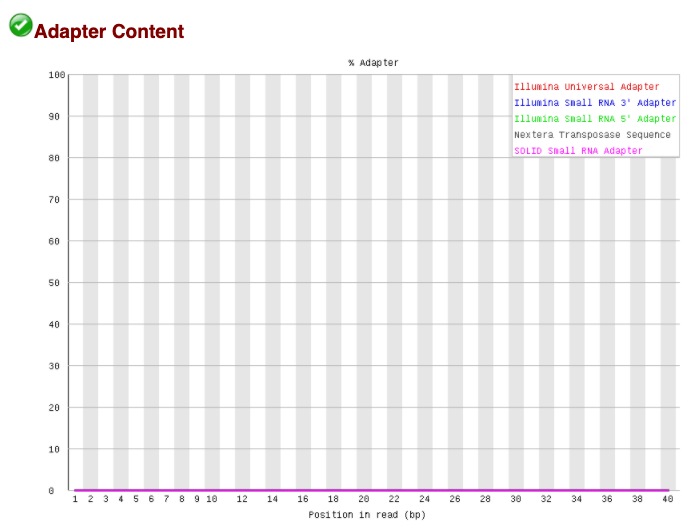 Adapter Content
% Adapter
Illumina Universal Adapter
Illumina Small RNA 3' Adapter
Illumina Small RNA 5' Adapter
Nextera Transposase Sequence
SOLID Small RNA Adapter
100
90
80
70
60
50
40
30
20
10
0
1 2 3 4 5 6 7 8 9 10 12 14 16 18 20 22 24 26 28 30 32 34 36 38 40
Position in read (bp)